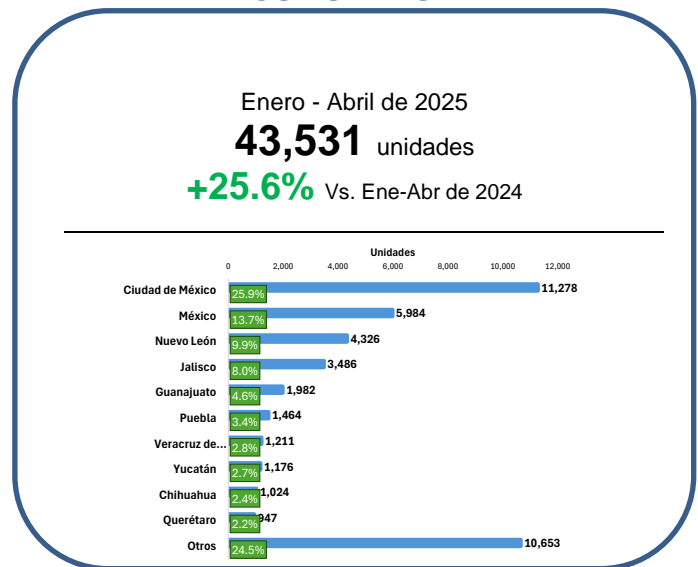 Enero - Abril de 2025
43,531 unidades
+25.6% Vs. Ene-Abr de 2024
Unidades
0 2,000 4,000 6,000 8,000 10,000 12,000
Ciudad de México 25.9% 11,278
México 13.7% 5,984
Nuevo León 9.9% 4,326
Jalisco 8.0% 3,486
Guanajuato 4.6% 1,982
Puebla 3.4% 1,464
Veracruz de... 2.8% 1,211
Yucatán 2.7% 1,176
Chihuahua 2.4% 1,024
Querétaro 2.2% 947
Otros 24.5% 10,653